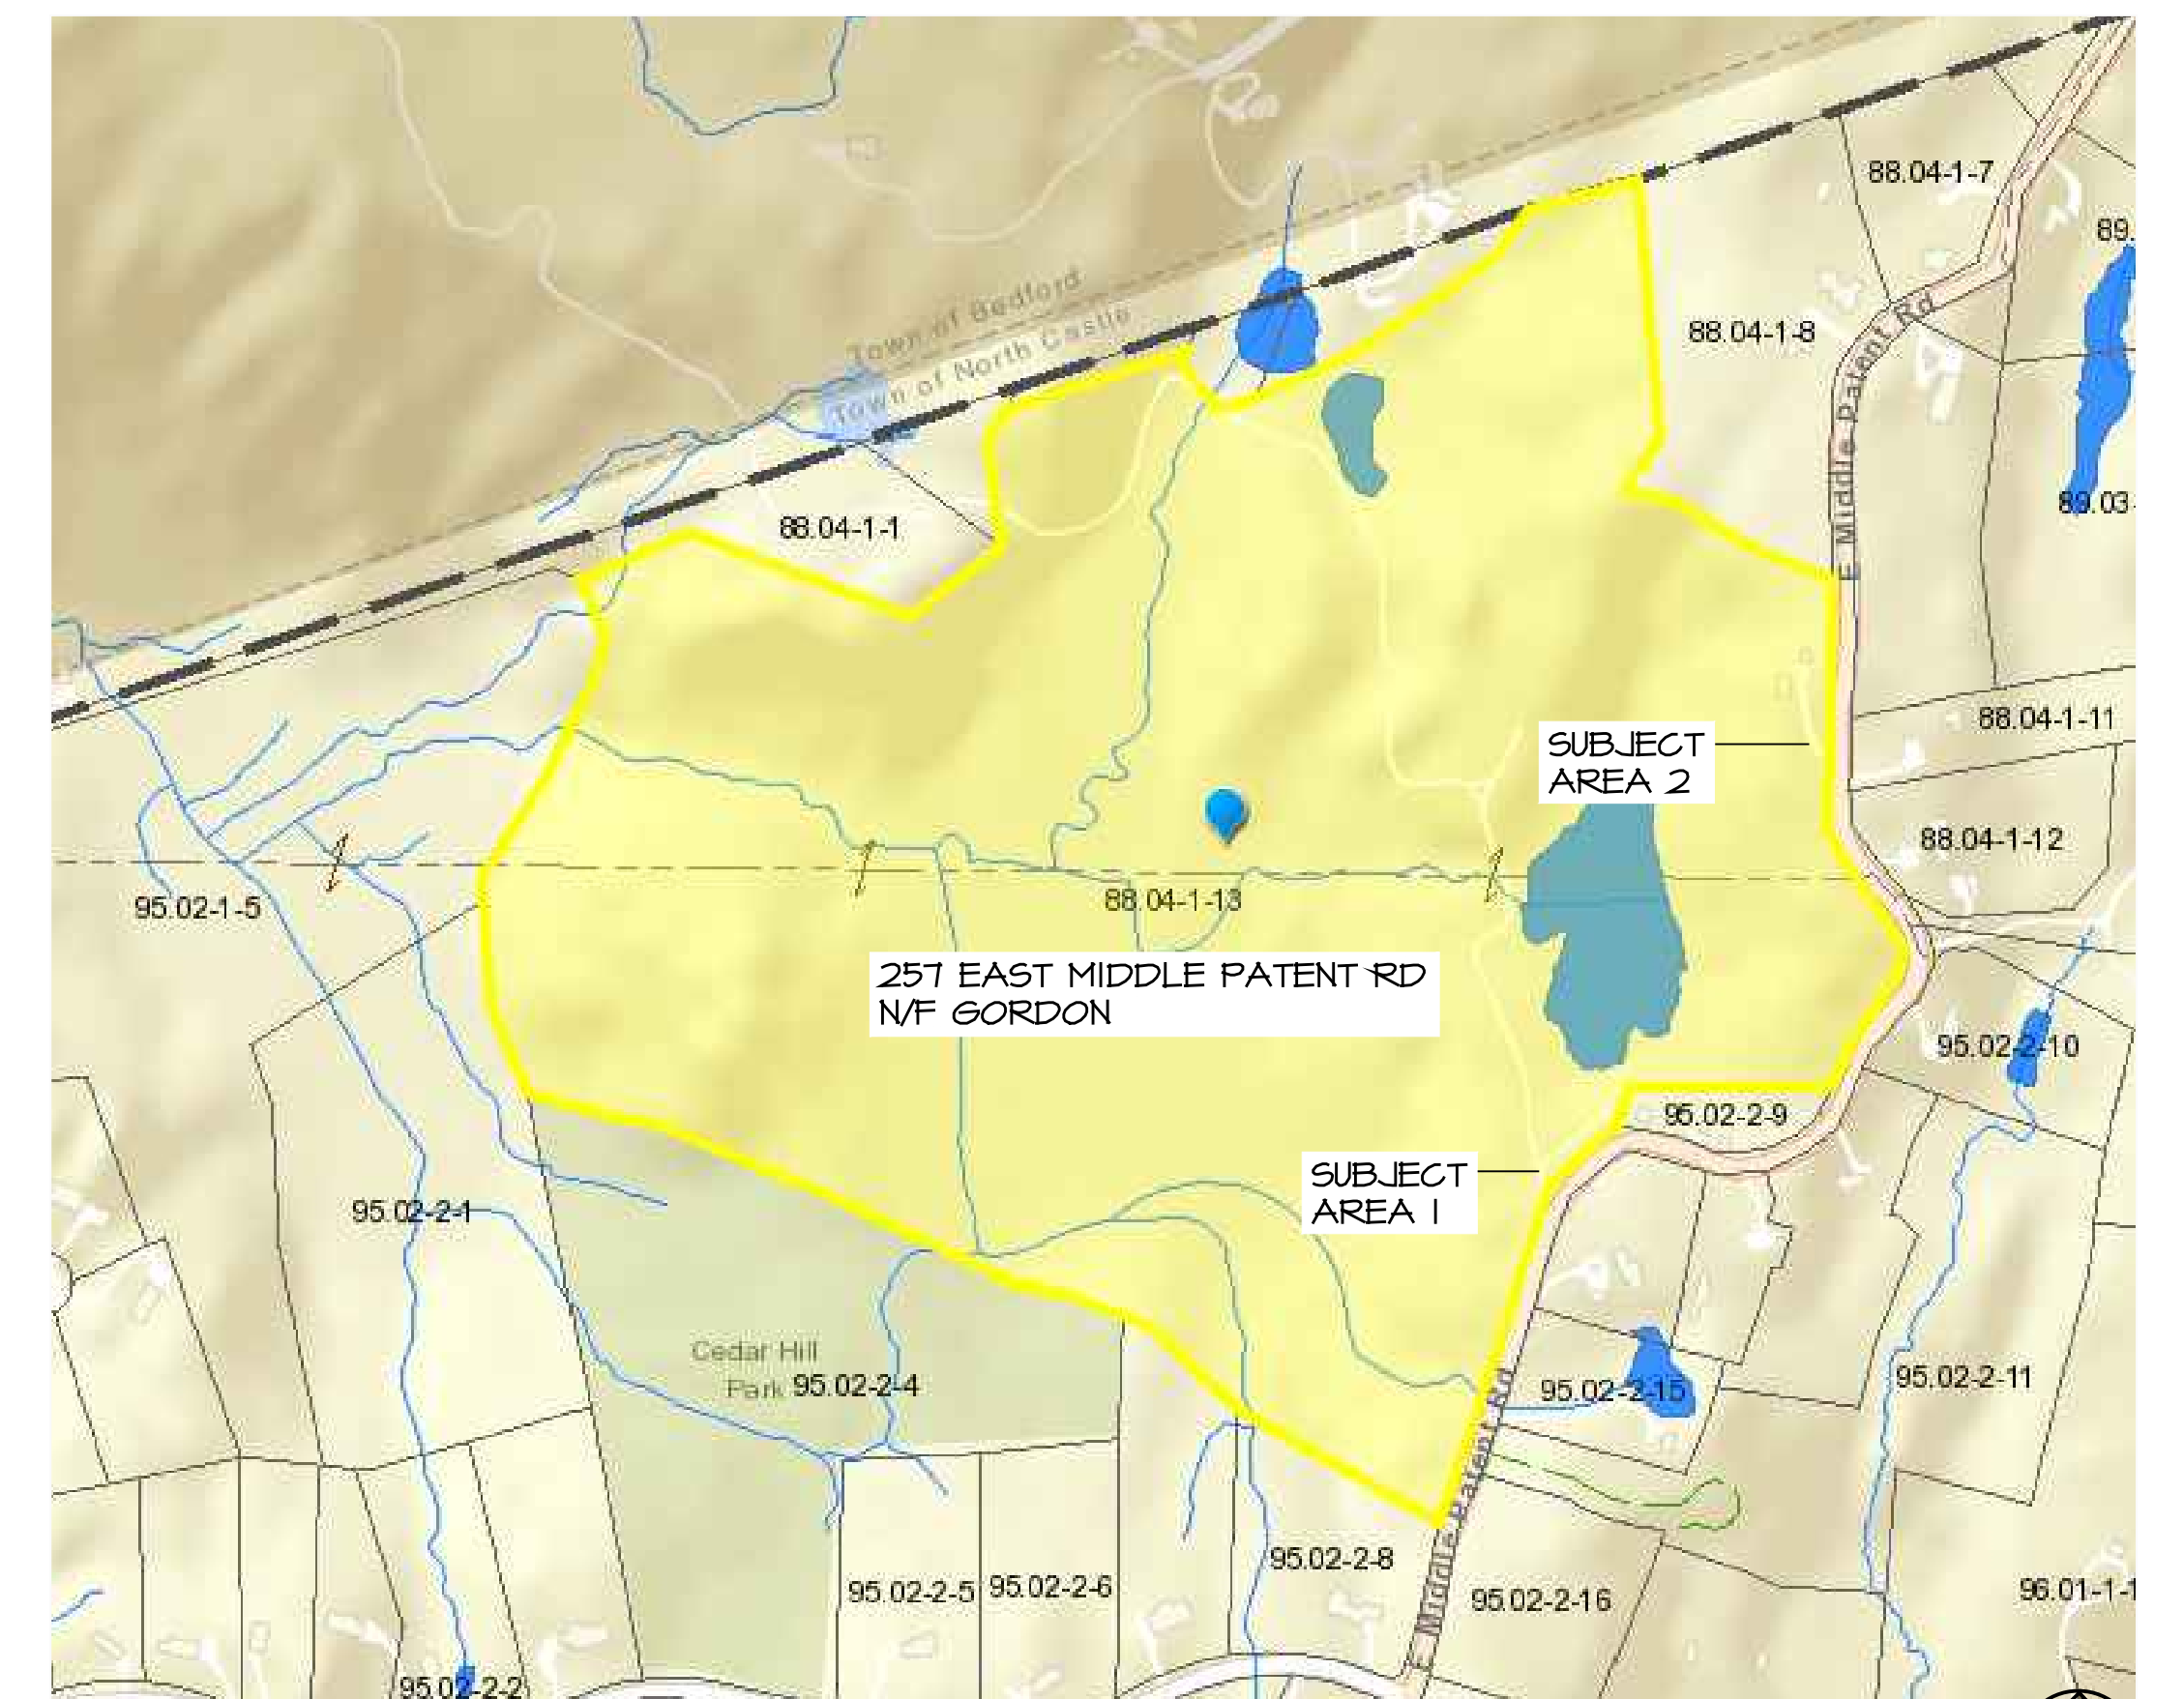 88.04-1-7
89.
Town of Bedford
Town of North Castle
88.04-1-8
E Middle Patent Rd
89.03-
88.04-1-1
88.04-1-11
SUBJECT
AREA 2
88.04-1-12
95.02-1-5
88.04-1-13
257 EAST MIDDLE PATENT RD
N/F GORDON
95.02-2-10
95.02-2-9
SUBJECT
AREA 1
95.02-2-1
Cedar Hill
Park 95.02-2-4
95.02-2-15
95.02-2-11
E Middle Patent Rd
95.02-2-8
95.02-2-5
95.02-2-6
95.02-2-16
96.01-1-1
95.02-2-2